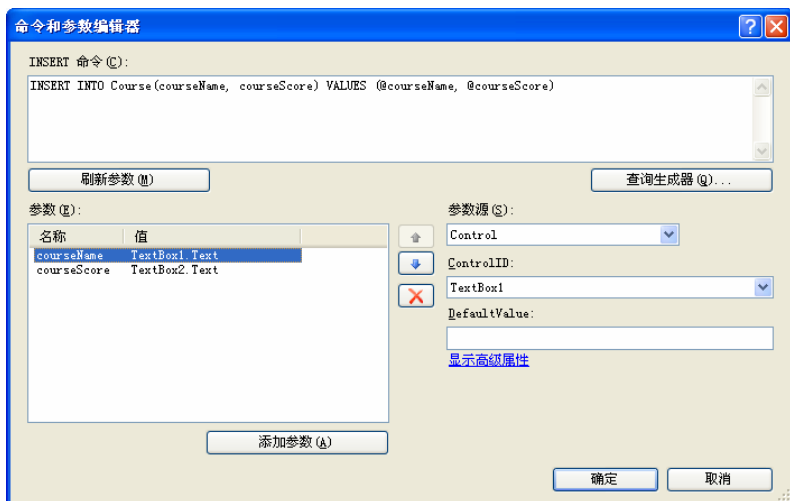 命令和参数编辑器
INSERT 命令(C):
INSERT INTO Course(courseName, courseScore) VALUES (@courseName, @courseScore)
刷新参数(M)
查询生成器(Q)...
参数(E):
参数源(S):
名称 值
Control
courseName TextBox1.Text
courseScore TextBox2.Text
ControlID:
TextBox1
DefaultValue:
显示高级属性
添加参数(A)
确定
取消